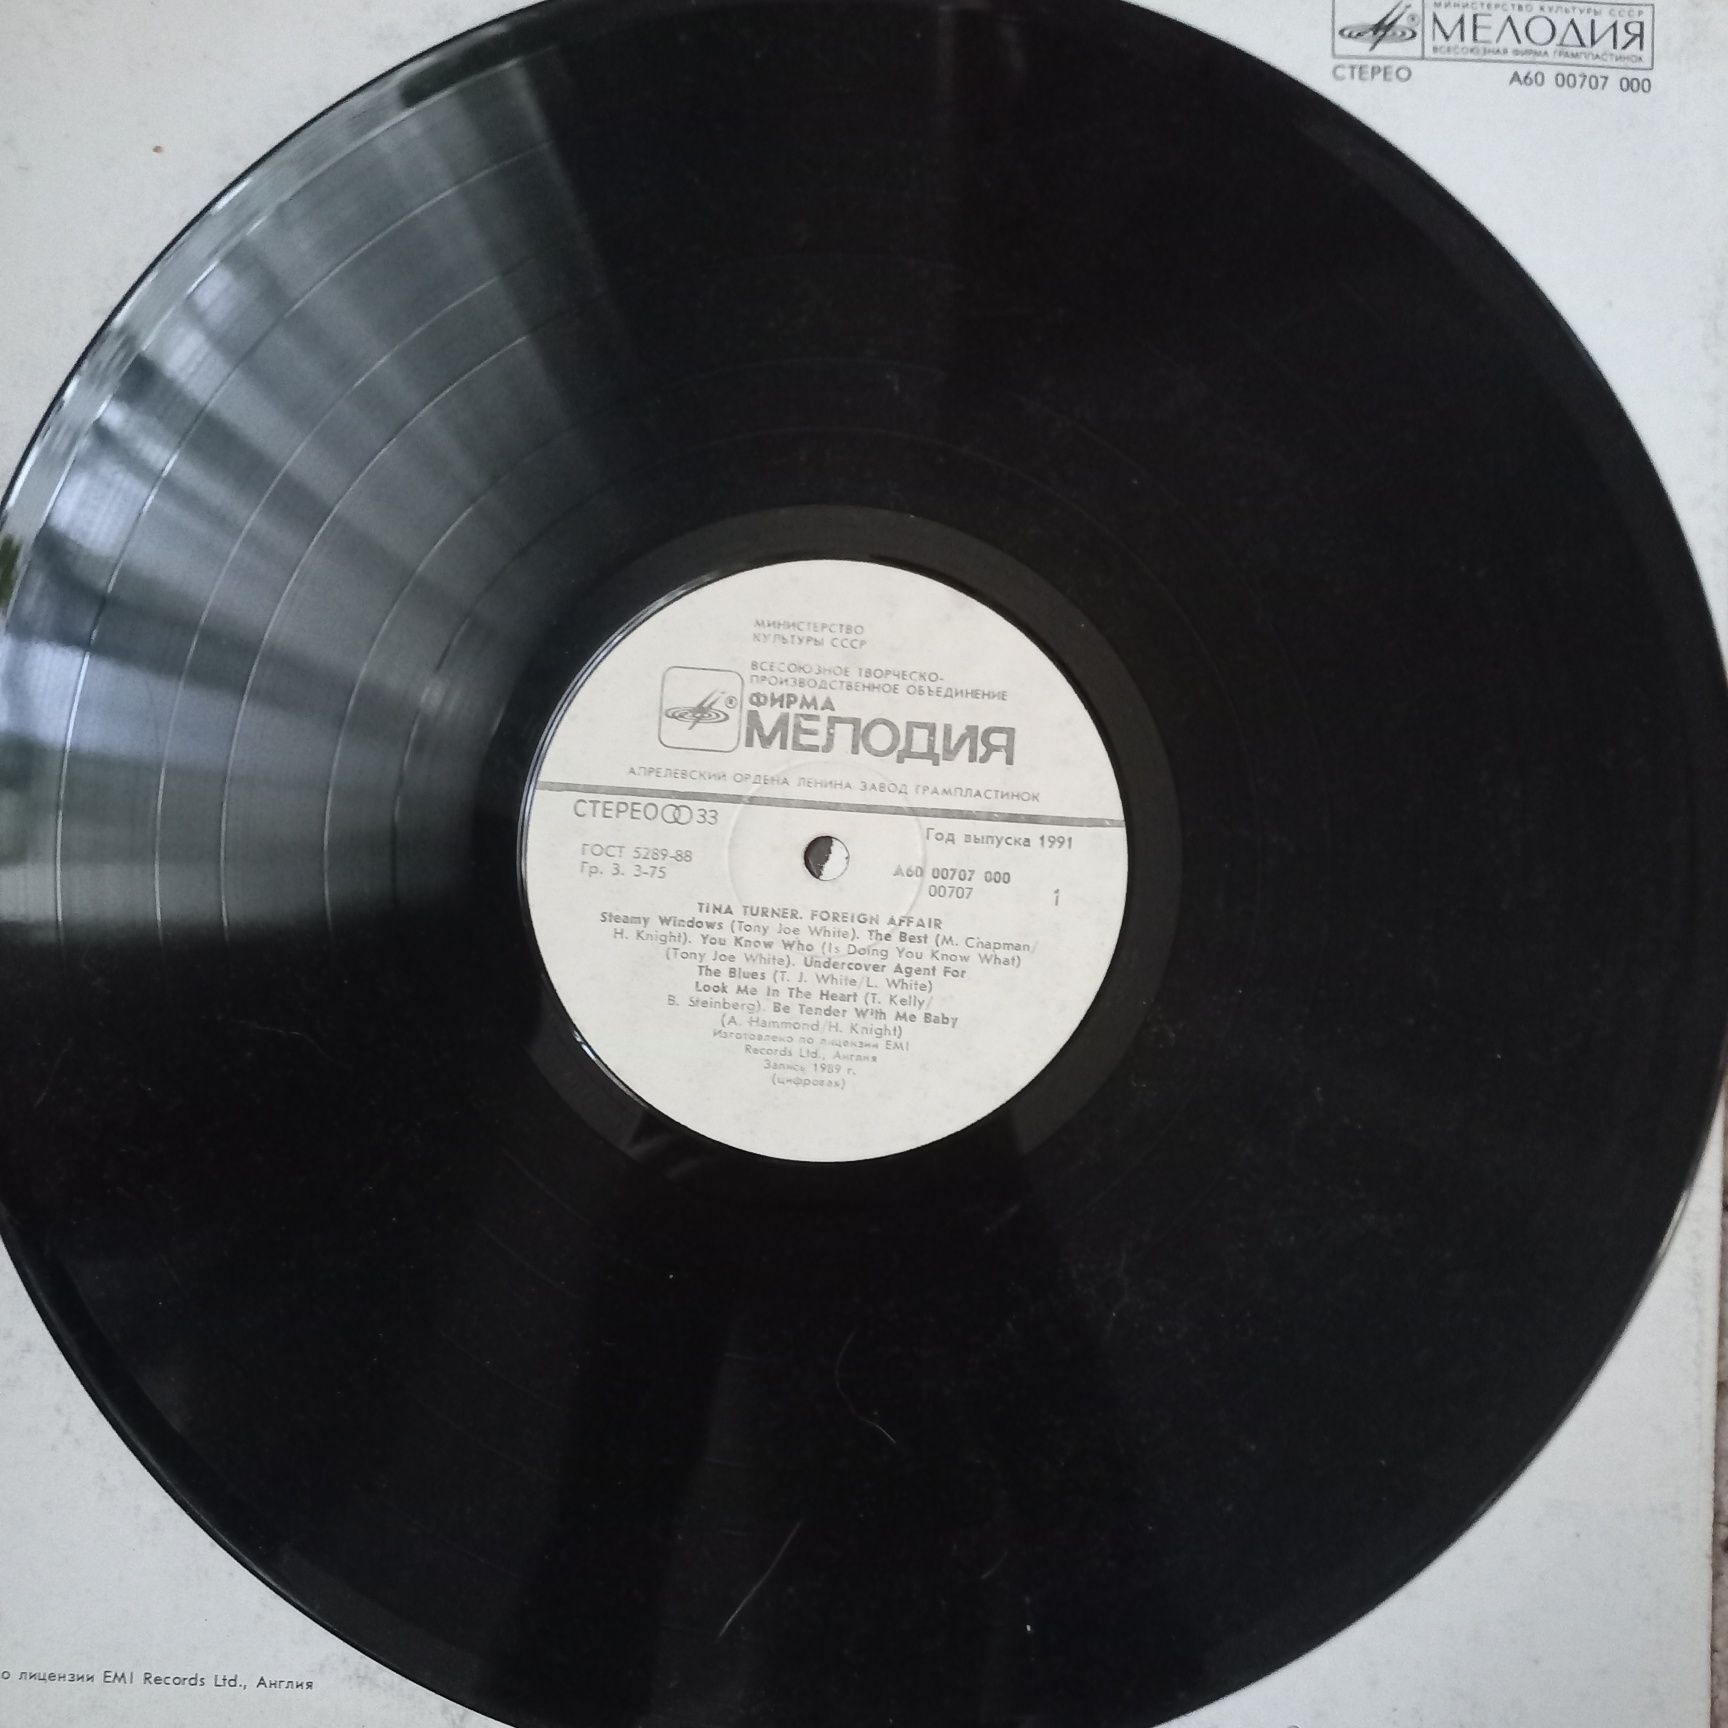 МИНИСТЕРСТВО КУЛЬТУРЫ СССР
МЕЛОДИЯ
ВСЕСОЮЗНАЯ ФИРМА ГРАМПЛАСТИНОК
СТЕРЕО А60 00707 000
МИНИСТЕРСТВО
КУЛЬТУРЫ СССР
ВСЕСОЮЗНОЕ ТВОРЧЕСКО-
ПРОИЗВОДСТВЕННОЕ ОБЪЕДИНЕНИЕ
® ФИРМА
МЕЛОДИЯ
АПРЕЛЕВСКИЙ ОРДЕНА ЛЕНИНА ЗАВОД ГРАМПЛАСТИНОК
СТЕРЕО 33
Год выпуска 1991
ГОСТ 5289-88
Гр. 3. 3-75
А60 00707 000
00707
1
TINA TURNER. FOREIGN AFFAIR
Steamy Windows (Tony Joe White). The Best (M. Chapman/
H. Knight). You Know Who (Is Doing You Know What)
(Tony Joe White). Undercover Agent For
The Blues (T. J. White/L. White)
Look Me In The Heart (T. Kelly/
B. Steinberg). Be Tender With Me Baby
(A. Hammond/H. Knight)
Изготовлено по лицензии EMI
Records Ltd., Англия
Запись 1989 г.
(цифровая)
о лицензии EMI Records Ltd., Англия